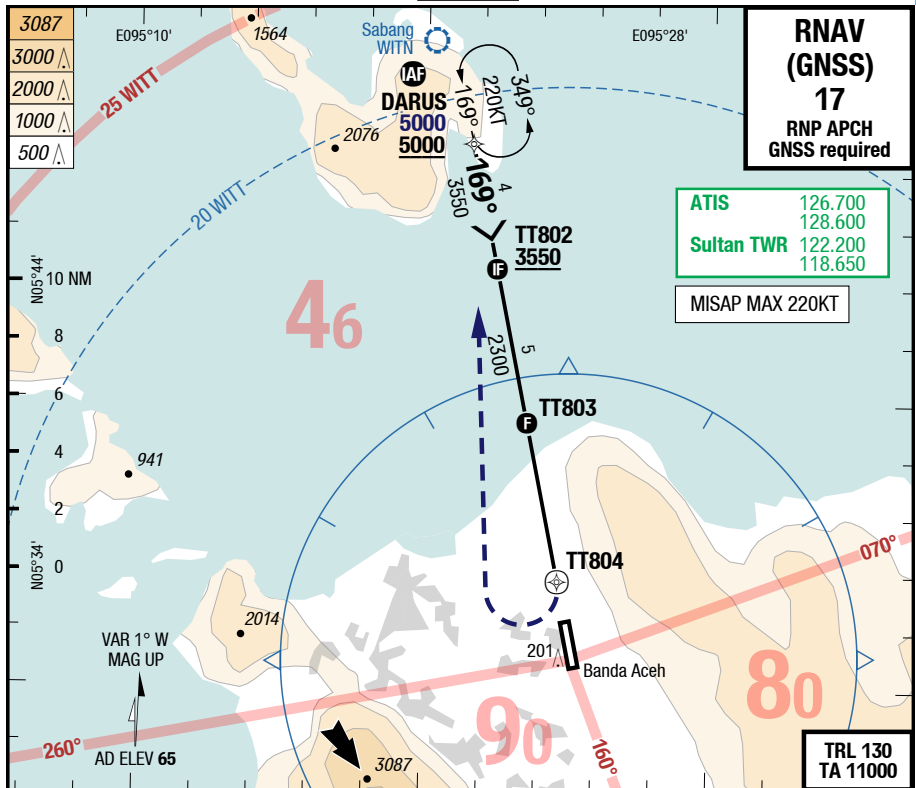 3087
3000
2000
1000
500
E095°10'
1564
Sabang
WITN
E095°28'
RNAV
(GNSS)
17
RNP APCH
GNSS required
25 WITT
IAF
DARUS
5000
5000
169°
220KT
349°
2076
20 WITT
169°
4
3550
ATIS 126.700
128.600
Sultan TWR 122.200
118.650
MISAP MAX 220KT
TT802
3550
IF
N05°44'
10 NM
46
8
2300
5
6
F
TT803
4
941
2
N05°34'
0
TT804
070°
2014
VAR 1° W
MAG UP
201
Banda Aceh
80
90
260°
160°
AD ELEV 65
3087
TRL 130
TA 11000